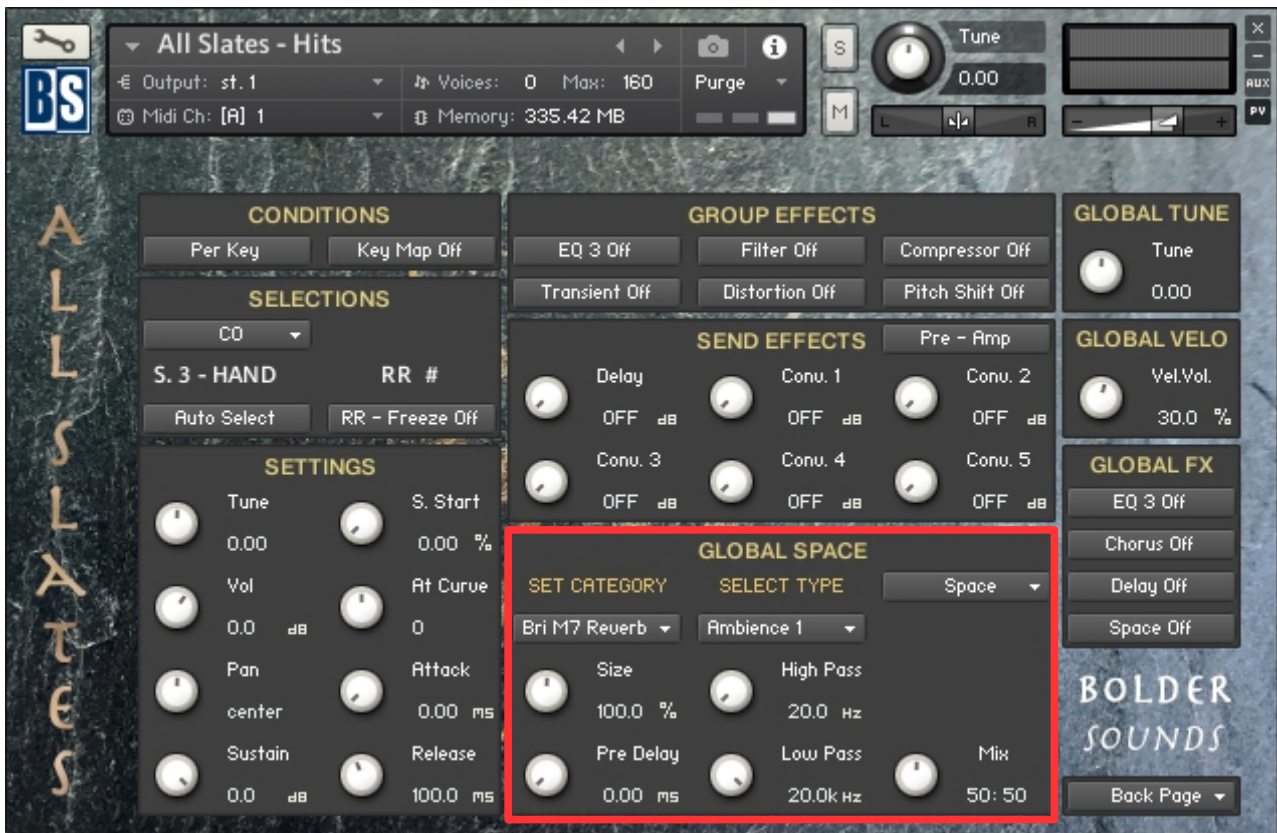 All Slates - Hits
S
Tune
0.00
×
-
AUX
PV
BS
Output: st. 1
Voices: 0 Max: 160
Purge
Midi Ch: [A] 1
Memory: 335.42 MB
M
L
R
-
+
ALL SLATES
CONDITIONS
Per Key
Key Map Off
SELECTIONS
C0
S. 3 - HAND
RR #
Auto Select
RR - Freeze Off
SETTINGS
Tune
0.00
S. Start
0.00 %
Vol
0.0 dB
At Curve
0
Pan
center
Attack
0.00 ms
Sustain
0.0 dB
Release
100.0 ms
GROUP EFFECTS
EQ 3 Off
Filter Off
Compressor Off
Transient Off
Distortion Off
Pitch Shift Off
SEND EFFECTS
Pre - Amp
Delay
OFF dB
Conv. 1
OFF dB
Conv. 2
OFF dB
Conv. 3
OFF dB
Conv. 4
OFF dB
Conv. 5
OFF dB
GLOBAL SPACE
SET CATEGORY
SELECT TYPE
Space
Bri M7 Reverb
Ambience 1
Size
100.0 %
High Pass
20.0 Hz
Pre Delay
0.00 ms
Low Pass
20.0k Hz
Mix
50:50
GLOBAL TUNE
Tune
0.00
GLOBAL VELO
Vel.Vol.
30.0 %
GLOBAL FX
EQ 3 Off
Chorus Off
Delay Off
Space Off
BOLDER
SOUNDS
Back Page